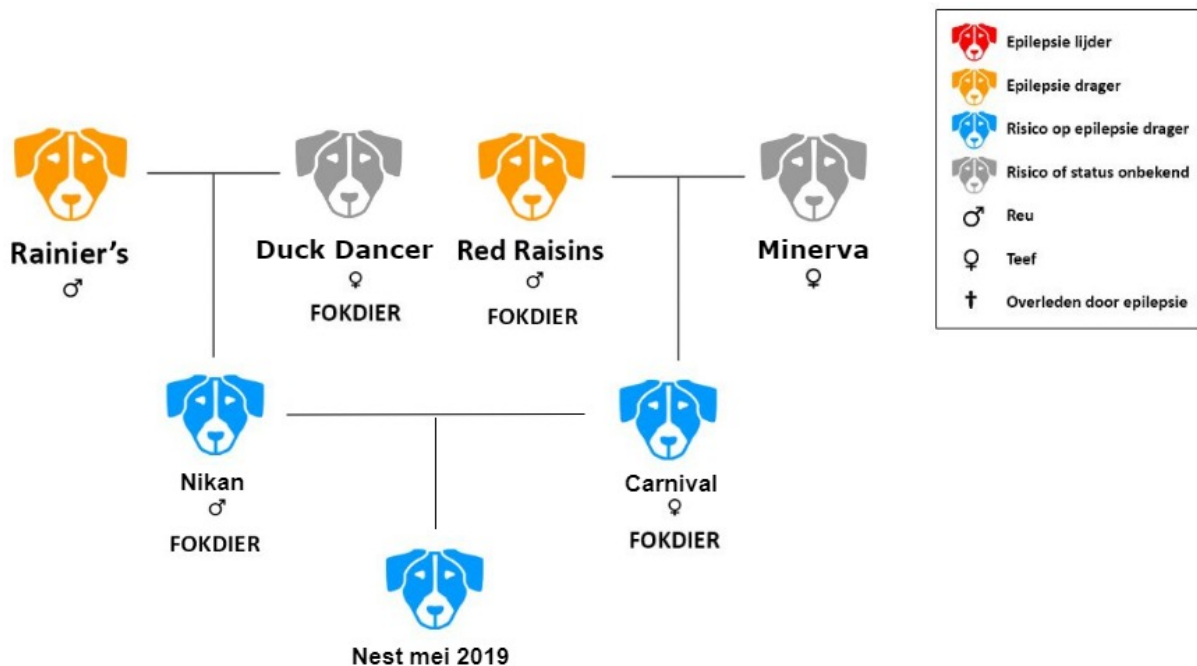 Rainier's
♂
Duck Dancer
♀
FOKDIER
Red Raisins
♂
FOKDIER
Minerva
♀
Nikan
♂
FOKDIER
Carnival
♀
FOKDIER
Nest mei 2019
Epilepsie lijder
Epilepsie drager
Risico op epilepsie drager
Risico of status onbekend
♂ Reu
♀ Teef
✝ Overleden door epilepsie